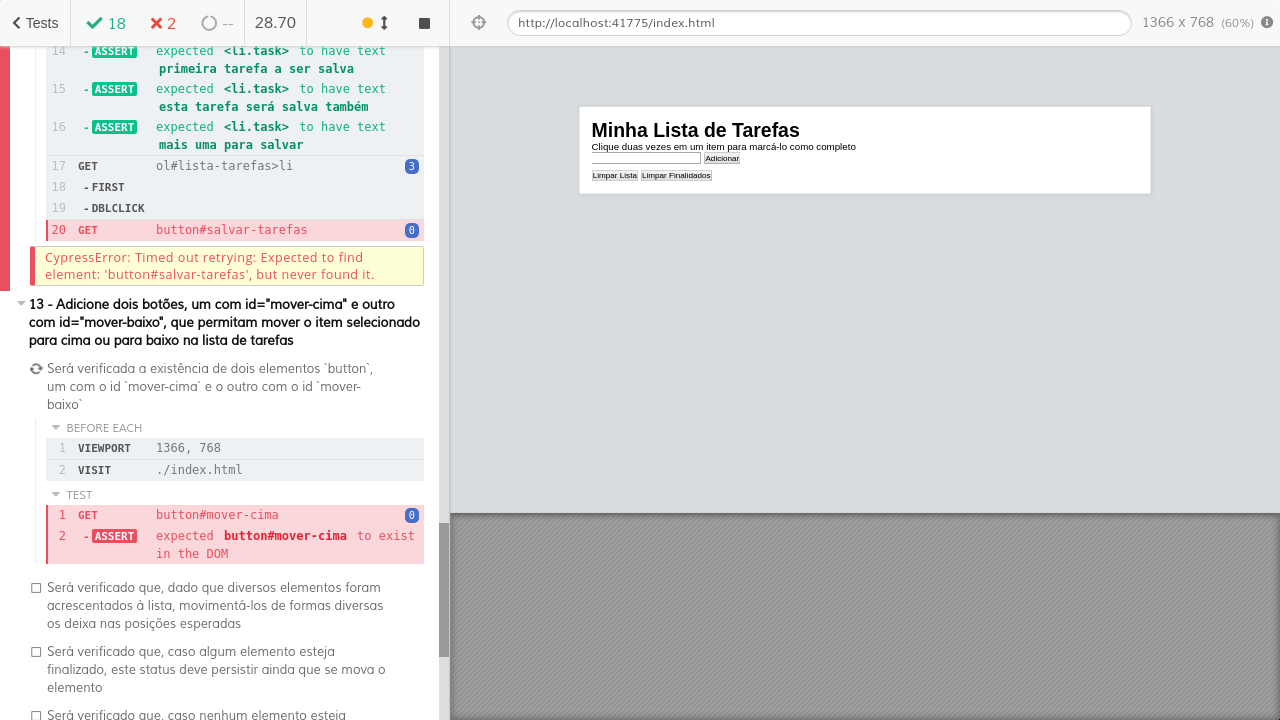 Tests 18 2 -- 28.70 http://localhost:41775/index.html 1366 x 768 (60%)
14 - ASSERT expected <li.task> to have text
primeira tarefa a ser salva
15 - ASSERT expected <li.task> to have text
esta tarefa será salva também
16 - ASSERT expected <li.task> to have text
mais uma para salvar
17 GET ol#lista-tarefas>li 3
18 - FIRST
19 - DBLCLICK
20 GET button#salvar-tarefas 0
CypressError: Timed out retrying: Expected to find
element: 'button#salvar-tarefas', but never found it.
13 - Adicione dois botões, um com id="mover-cima" e outro
com id="mover-baixo", que permitam mover o item selecionado
para cima ou para baixo na lista de tarefas
Será verificada a existência de dois elementos `button`,
um com o id `mover-cima` e o outro com o id `mover-
baixo`
BEFORE EACH
1 VIEWPORT 1366, 768
2 VISIT ./index.html
TEST
1 GET button#mover-cima 0
2 - ASSERT expected button#mover-cima to exist
in the DOM
Será verificado que, dado que diversos elementos foram
acrescentados à lista, movimentá-los de formas diversas
os deixa nas posições esperadas
Será verificado que, caso algum elemento esteja
finalizado, este status deve persistir ainda que se mova o
elemento
Será verificado que, caso nenhum elemento esteja
Minha Lista de Tarefas
Clique duas vezes em um item para marcá-lo como completo
Adicionar
Limpar Lista Limpar Finalidados